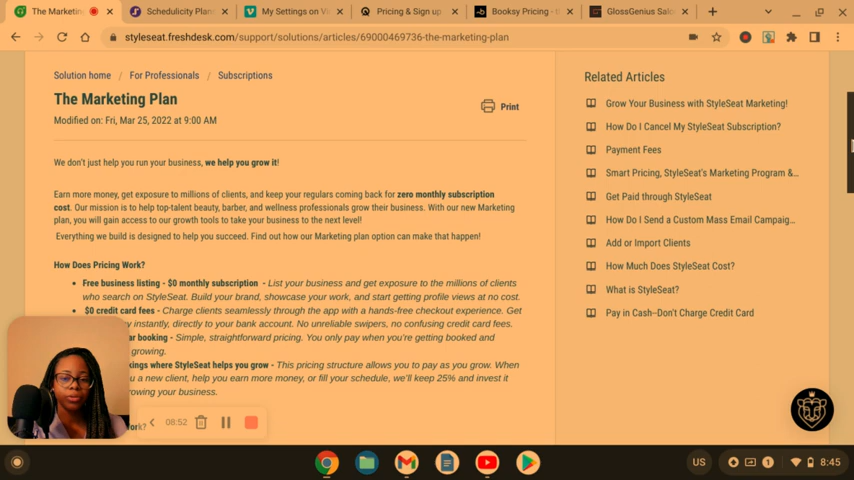 The Marketing
Schedulicity Plan
My Settings on Vi
Pricing & Sign up
Booksy Pricing - t
GlossGenius Salo
styleseat.freshdesk.com/support/solutions/articles/69000469736-the-marketing-plan
Solution home / For Professionals / Subscriptions
The Marketing Plan
Print
Modified on: Fri, Mar 25, 2022 at 9:00 AM
We don't just help you run your business, we help you grow it!
Earn more money, get exposure to millions of clients, and keep your regulars coming back for zero monthly subscription
cost. Our mission is to help top-talent beauty, barber, and wellness professionals grow their business. With our new Marketing
plan, you will gain access to our growth tools to take your business to the next level!
Everything we build is designed to help you succeed. Find out how our Marketing plan option can make that happen!
How Does Pricing Work?
Free business listing - $0 monthly subscription - List your business and get exposure to the millions of clients
who search on StyleSeat. Build your brand, showcase your work, and start getting profile views at no cost.
$0 credit card fees - Charge clients seamlessly through the app with a hands-free checkout experience. Get
instantly, directly to your bank account. No unreliable swipers, no confusing credit card fees.
booking - Simple, straightforward pricing. You only pay when you're getting booked and
growing.
where StyleSeat helps you grow - This pricing structure allows you to pay as you grow. When
a new client, help you earn more money, or fill your schedule, we'll keep 25% and invest it
your business.
Related Articles
Grow Your Business with StyleSeat Marketing!
How Do I Cancel My StyleSeat Subscription?
Payment Fees
Smart Pricing, StyleSeat's Marketing Program &...
Get Paid through StyleSeat
How Do I Send a Custom Mass Email Campaig...
Add or Import Clients
How Much Does StyleSeat Cost?
What is StyleSeat?
Pay in Cash–Don't Charge Credit Card
08:52
US
1
8:45